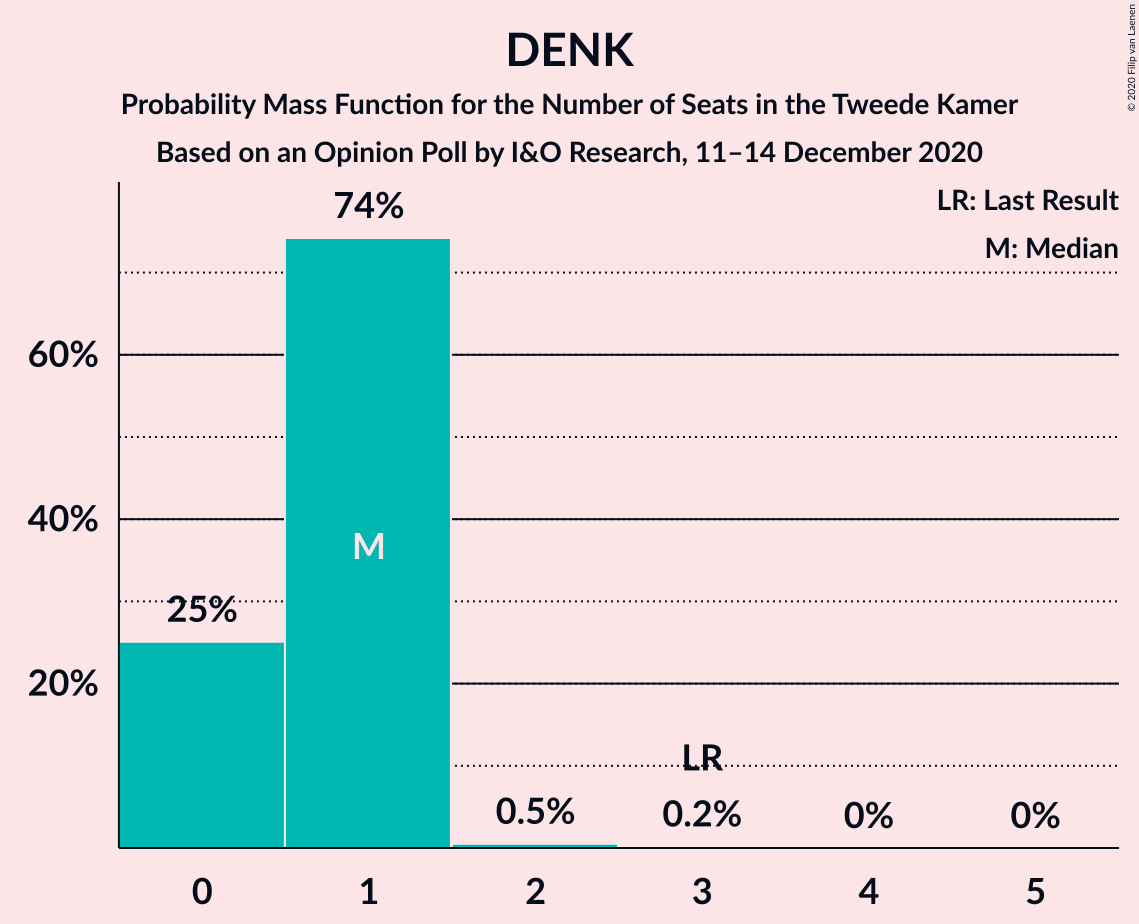 DENK
Probability Mass Function for the Number of Seats in the Tweede Kamer
Based on an Opinion Poll by I&O Research, 11–14 December 2020
© 2020 Filip van Laenen
LR: Last Result
M: Median
74%
60%
40%
M
25%
20%
LR
0.5%
0.2%
0%
0%
0
1
2
3
4
5